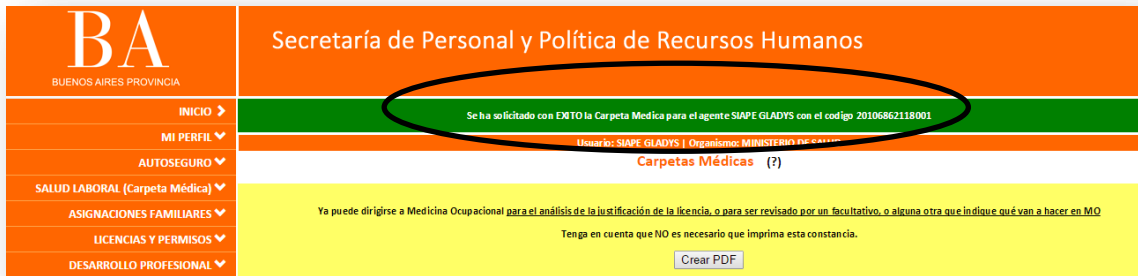 BA
BUENOS AIRES PROVINCIA
Secretaría de Personal y Política de Recursos Humanos
INICIO
MI PERFIL
AUTOSEGURO
SALUD LABORAL (Carpeta Médica)
ASIGNACIONES FAMILIARES
LICENCIAS Y PERMISOS
DESARROLLO PROFESIONAL
Se ha solicitado con EXITO la Carpeta Medica para el agente SIAPE GLADYS con el codigo 20106862118001
Usuario: SIAPE GLADYS | Organismo: MINISTERIO DE SALUD
Carpetas Médicas (?)
Ya puede dirigirse a Medicina Ocupacional para el análisis de la justificación de la licencia, o para ser revisado por un facultativo, o alguna otra que indique qué van a hacer en MO
Tenga en cuenta que NO es necesario que imprima esta constancia.
Crear PDF